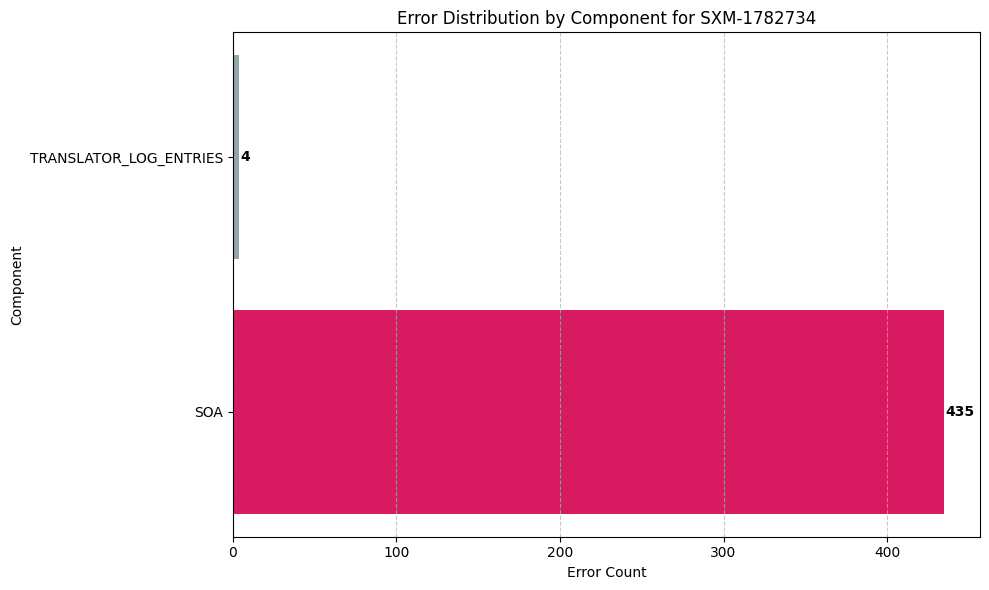 Error Distribution by Component for SXM-1782734
TRANSLATOR_LOG_ENTRIES
4
Component
SOA
435
0 100 200 300 400
Error Count